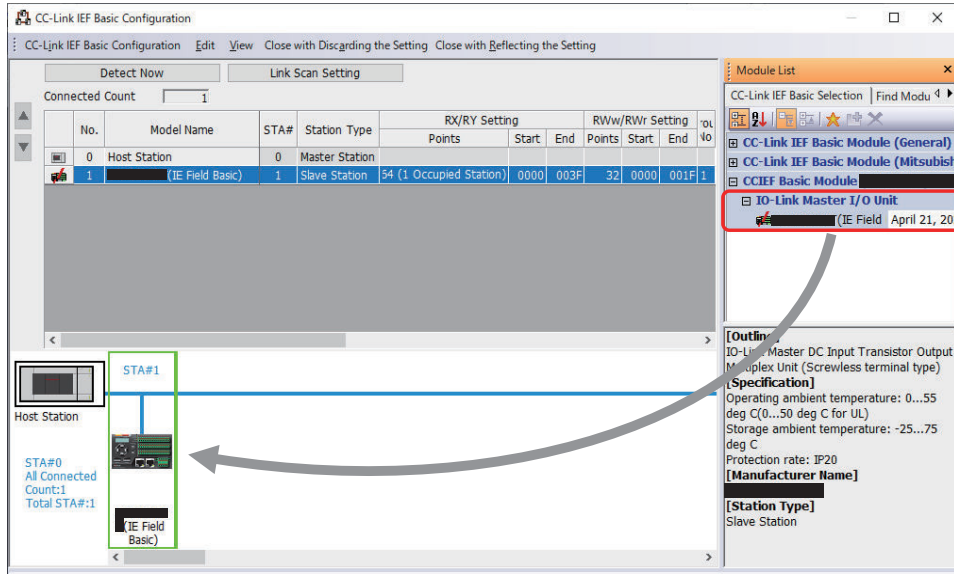 CC-Link IEF Basic Configuration
CC-Link IEF Basic Configuration Edit View Close with Discarding the Setting Close with Reflecting the Setting
Detect Now Link Scan Setting
Connected Count 1
No. Model Name STA# Station Type RX/RY Setting RWw/RWr Setting
Points Start End Points Start End
0 Host Station 0 Master Station
1 (IE Field Basic) 1 Slave Station 54 (1 Occupied Station) 0000 003F 32 0000 001F 1
STA#1
Host Station
STA#0
All Connected
Count:1
Total STA#:1
(IE Field
Basic)
Module List
CC-Link IEF Basic Selection Find Modu
CC-Link IEF Basic Module (General)
CC-Link IEF Basic Module (Mitsubish
CCIEF Basic Module
IO-Link Master I/O Unit
(IE Field April 21, 20
[Outline]
IO-Link Master DC Input Transistor Output
Multiplex Unit (Screwless terminal type)
[Specification]
Operating ambient temperature: 0...55
deg C(0...50 deg C for UL)
Storage ambient temperature: -25...75
deg C
Protection rate: IP20
[Manufacturer Name]
[Station Type]
Slave Station